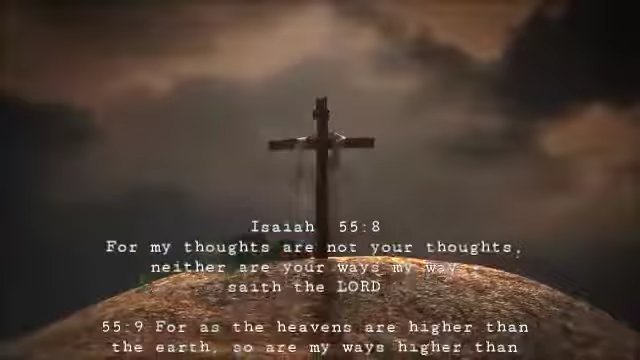 Isaiah 55:8
For my thoughts are not your thoughts,
neither are your ways my way
saith the LORD
55:9 For as the heavens are higher than
the earth, so are my ways higher than